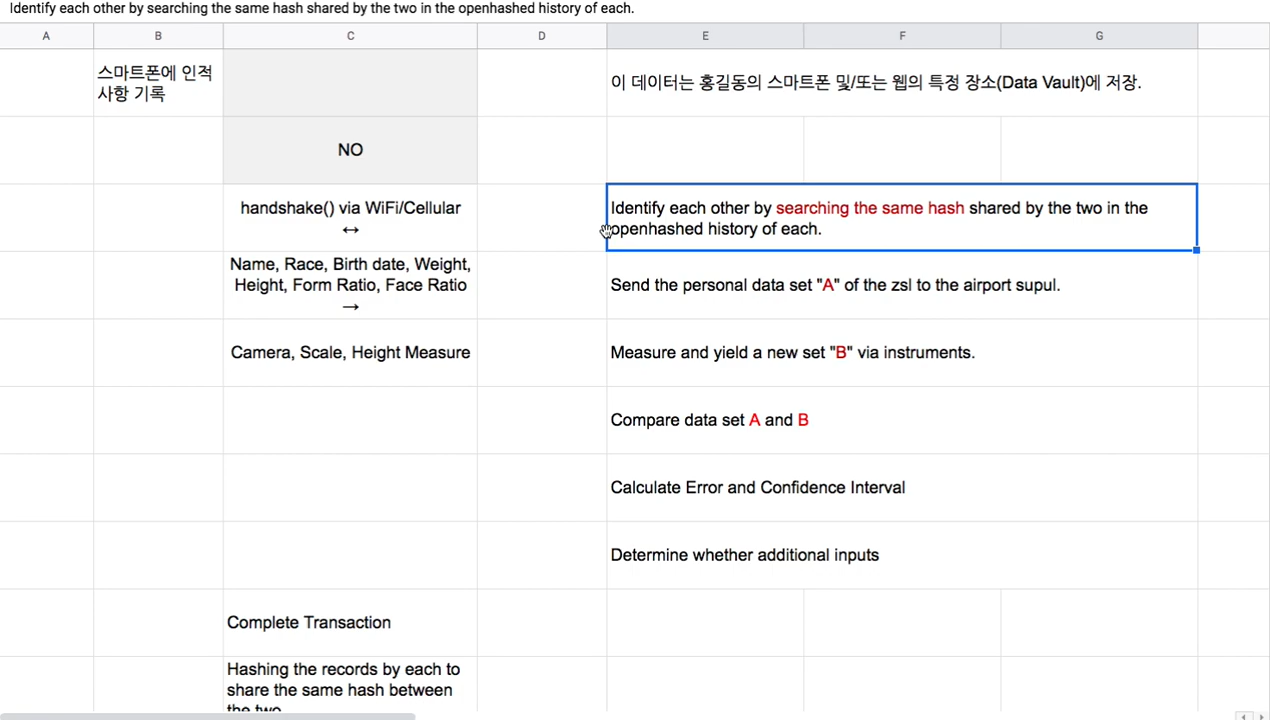 Identify each other by searching the same hash shared by the two in the openhashed history of each.
A B C D E F G
스마트폰에 인적
사항 기록
이 데이터는 홍길동의 스마트폰 및/또는 웹의 특정 장소(Data Vault)에 저장.
NO
handshake() via WiFi/Cellular
↔
Identify each other by searching the same hash shared by the two in the
openhashed history of each.
Name, Race, Birth date, Weight,
Height, Form Ratio, Face Ratio
→
Send the personal data set "A" of the zsl to the airport supul.
Camera, Scale, Height Measure
Measure and yield a new set "B" via instruments.
Compare data set A and B
Calculate Error and Confidence Interval
Determine whether additional inputs
Complete Transaction
Hashing the records by each to
share the same hash between
the two